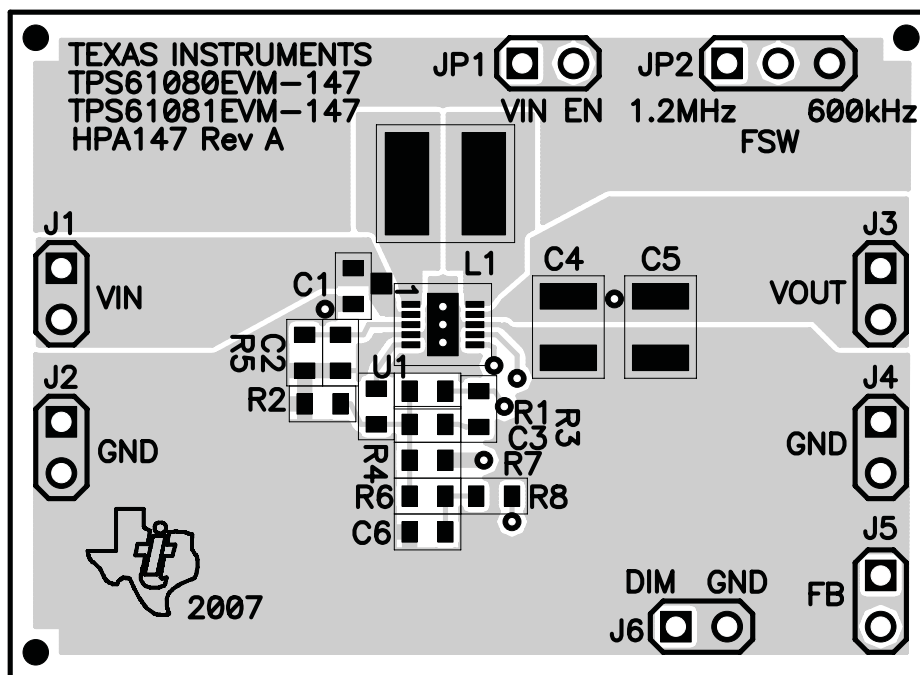 TEXAS INSTRUMENTS
TPS61080EVM-147
TPS61081EVM-147
HPA147 Rev A
JP1
VIN EN
JP2
1.2MHz 600kHz
FSW
J1
VIN
J3
VOUT
L1
C4
C5
C1
1
R5
C2
U1
J2
GND
J4
GND
R2
R1
C3
R3
R4
R7
R6
R8
C6
2007
J5
FB
DIM GND
J6